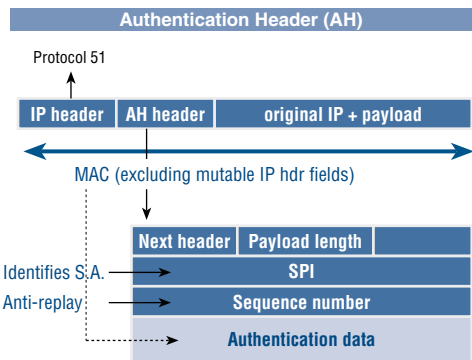 Authentication Header (AH)
Protocol 51
IP header AH header original IP + payload
MAC (excluding mutable IP hdr fields)
Next header Payload length
Identifies S.A. SPI
Anti-replay Sequence number
Authentication data